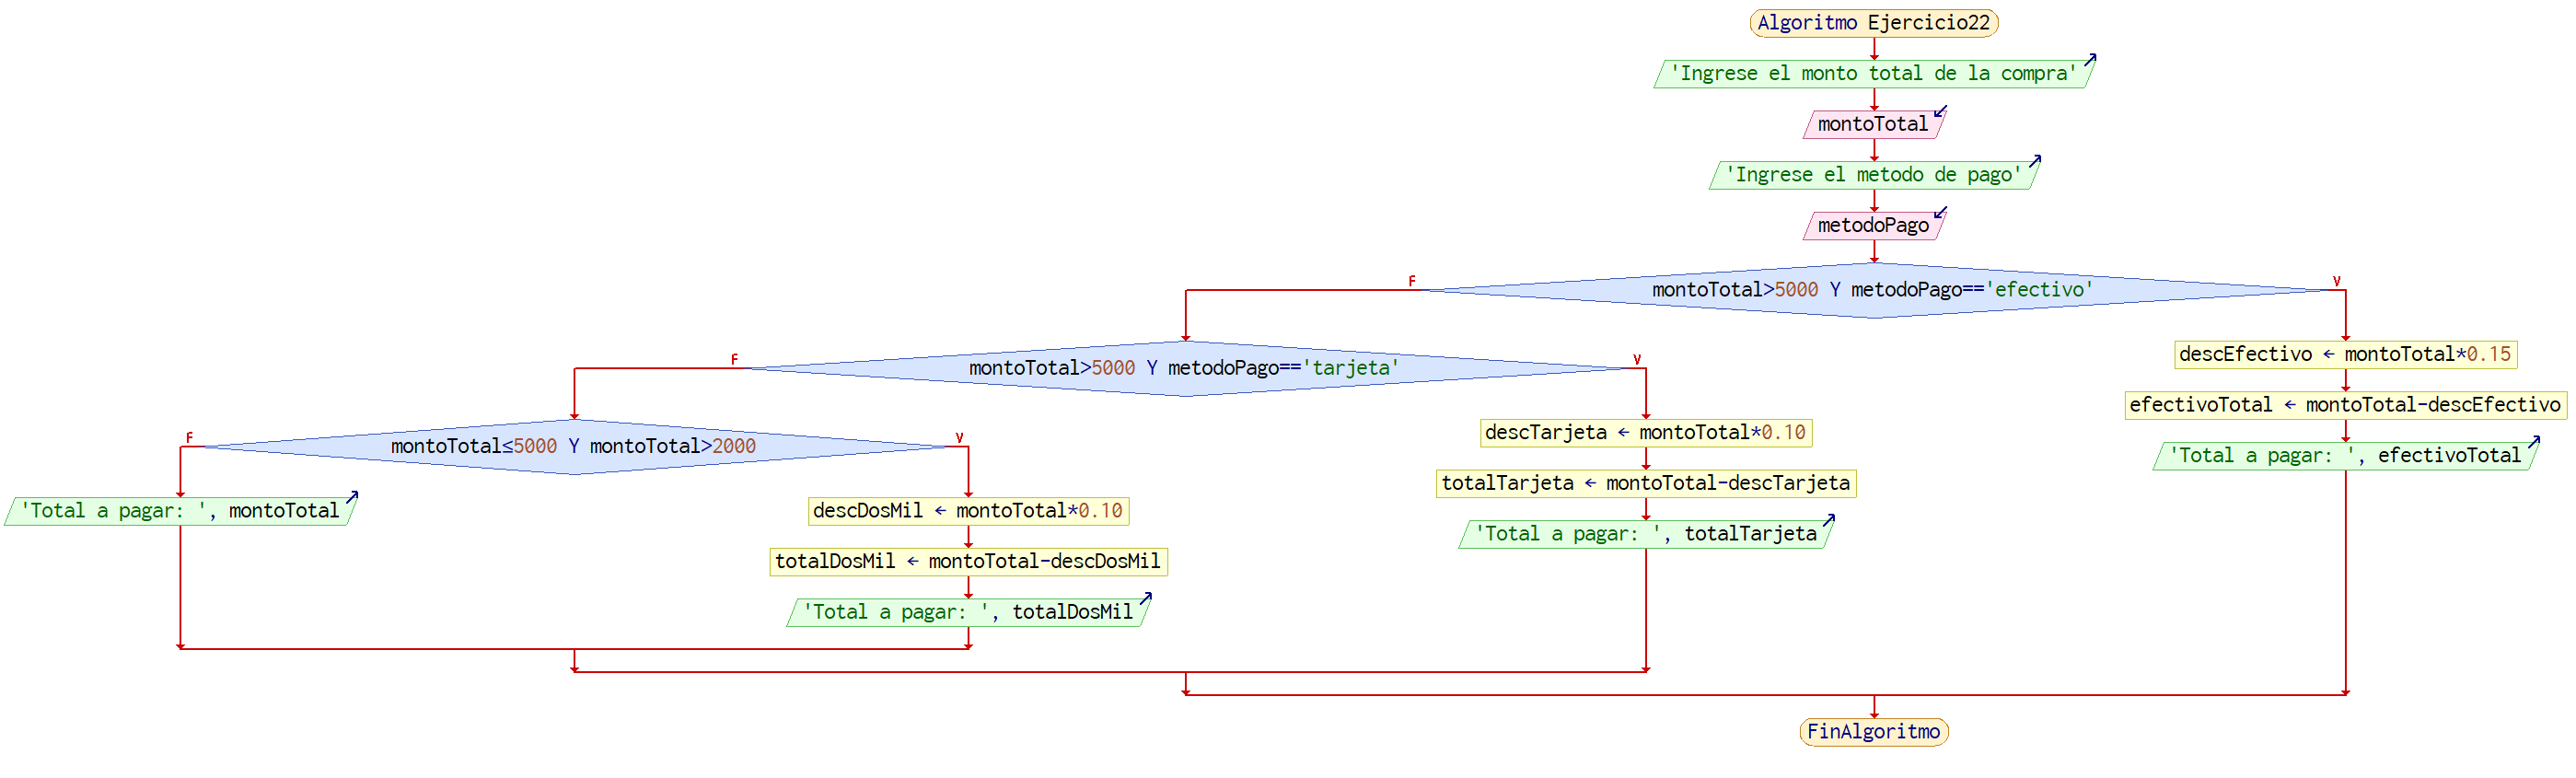 Algoritmo Ejercicio22
'Ingrese el monto total de la compra'
montoTotal
'Ingrese el metodo de pago'
metodoPago
montoTotal>5000 Y metodoPago=='efectivo'
F
V
montoTotal>5000 Y metodoPago=='tarjeta'
F
V
montoTotal≤5000 Y montoTotal>2000
F
V
'Total a pagar: ', montoTotal
descDosMil ← montoTotal*0.10
totalDosMil ← montoTotal-descDosMil
'Total a pagar: ', totalDosMil
descTarjeta ← montoTotal*0.10
totalTarjeta ← montoTotal-descTarjeta
'Total a pagar: ', totalTarjeta
descEfectivo ← montoTotal*0.15
efectivoTotal ← montoTotal-descEfectivo
'Total a pagar: ', efectivoTotal
FinAlgoritmo